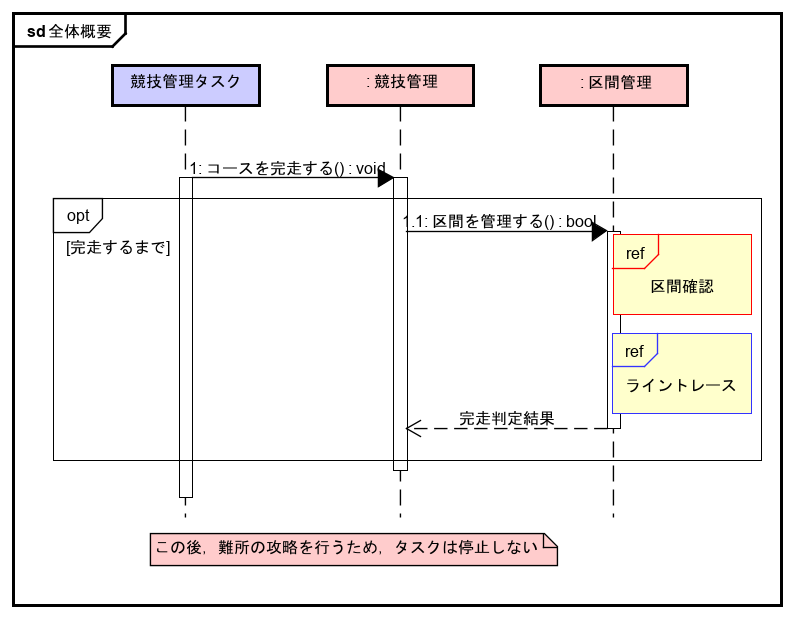 sd 全体概要
競技管理タスク
: 競技管理
: 区間管理
1: コースを完走する() : void
opt
[完走するまで]
1.1: 区間を管理する() : bool
ref
区間確認
ref
ライントレース
完走判定結果
この後，難所の攻略を行うため，タスクは停止しない